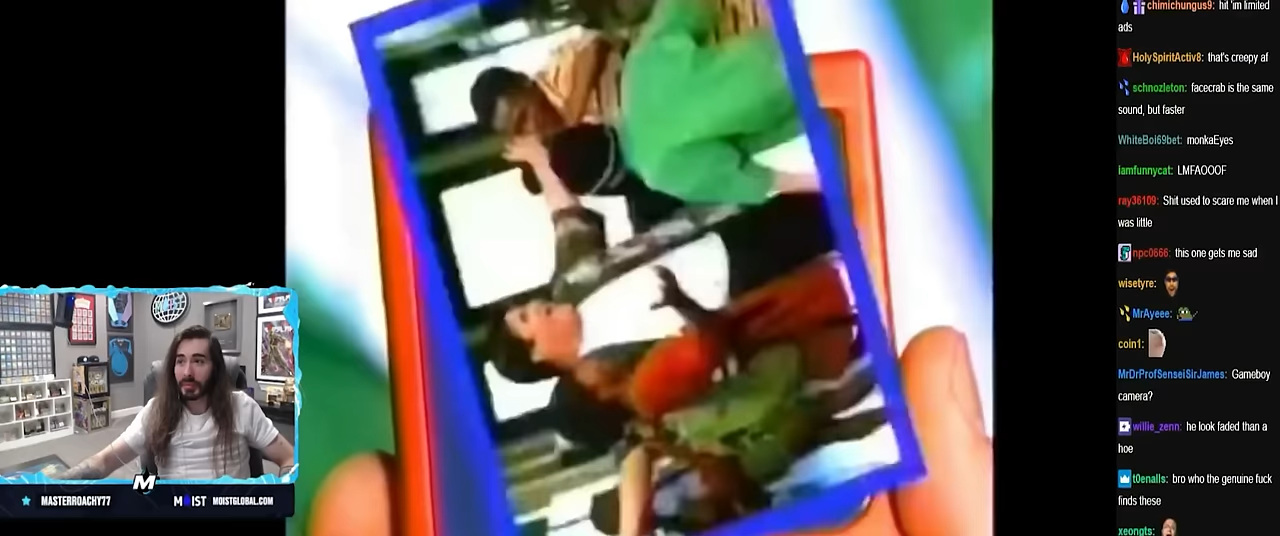 chimichungus9: hit 'im limited
ads
HolySpiritActiv8: that's creepy af
schnozleton: facecrab is the same
sound, but faster
WhiteBoi69bet: monkaEyes
iamfunnycat: LMFAOOOF
ray36109: Shit used to scare me when I
was little
npc0666: this one gets me sad
wisetyre:
MrAyeee:
coin1:
MrDrProfSenseiSirJames: Gameboy
camera?
willie_zenn: he look faded than a
hoe
t0enalls: bro who the genuine fuck
finds these
xeongts:
M
MASTERROACHY77
MOIST
MOISTGLOBAL.COM